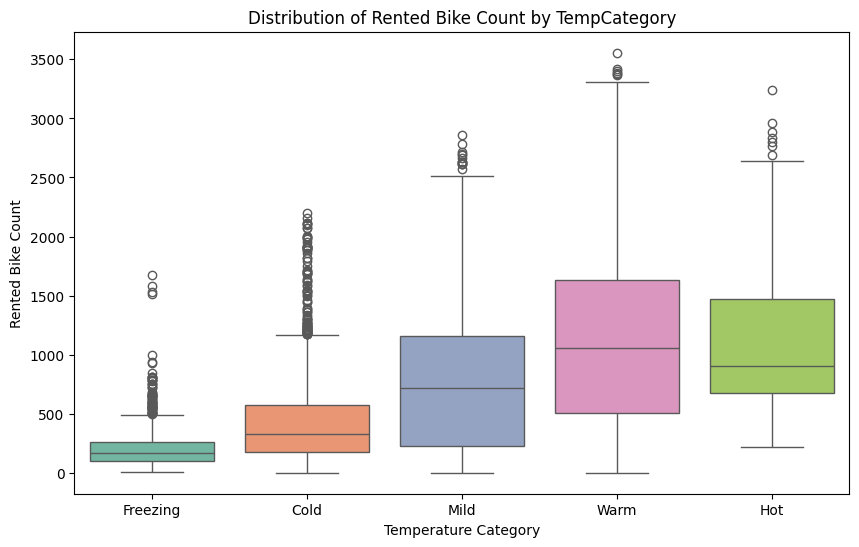 Distribution of Rented Bike Count by TempCategory
3500
3000
2500
2000
1500
1000
500
0
Rented Bike Count
Freezing Cold Mild Warm Hot
Temperature Category